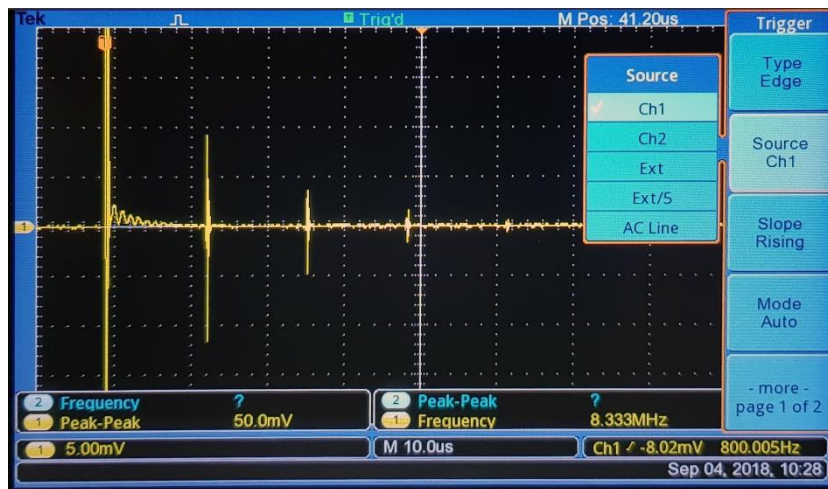 Tek
T Trig'd
M Pos: 41.20us
Trigger
T
Source
Ch1
Ch2
Ext
Ext/5
AC Line
Type
Edge
Source
Ch1
Slope
Rising
Mode
Auto
- more -
page 1 of 2
1
2 Frequency ?
1 Peak-Peak 50.0mV
2 Peak-Peak ?
1 Frequency 8.333MHz
1 5.00mV
M 10.0us
Ch1 / -8.02mV 800.005Hz
Sep 04, 2018, 10:28